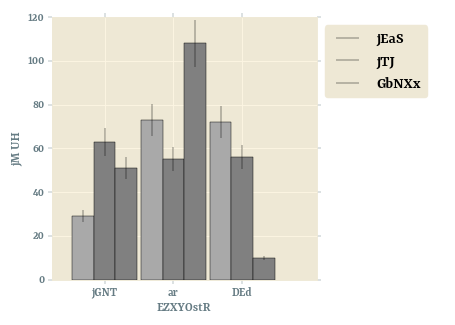 120
100
80
60
40
20
0
jM UH
jGNT ar DEd
EZXYOstR
jEaS
jTJ
GbNXx